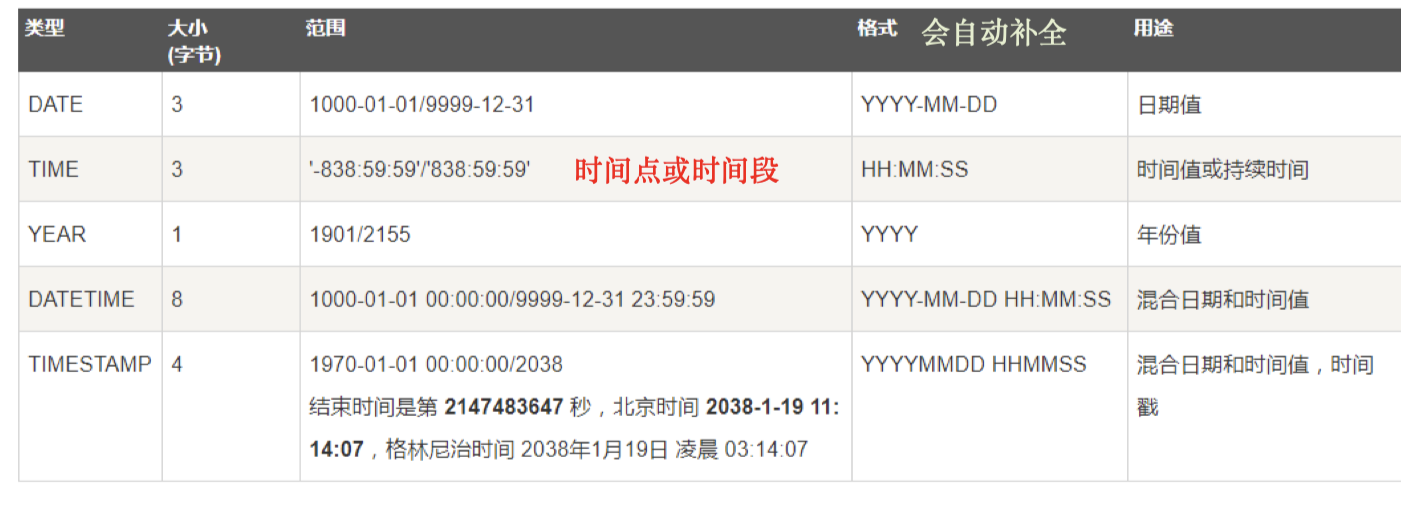 类型 大小 范围 格式 会自动补全 用途
(字节)
DATE 3 1000-01-01/9999-12-31 YYYY-MM-DD 日期值
TIME 3 '-838:59:59'/'838:59:59' 时间点或时间段 HH:MM:SS 时间值或持续时间
YEAR 1 1901/2155 YYYY 年份值
DATETIME 8 1000-01-01 00:00:00/9999-12-31 23:59:59 YYYY-MM-DD HH:MM:SS 混合日期和时间值
TIMESTAMP 4 1970-01-01 00:00:00/2038 YYYYMMDD HHMMSS 混合日期和时间值，时间
结束时间是第 2147483647 秒，北京时间 2038-1-19 11: 戳
14:07，格林尼治时间 2038年1月19日 凌晨 03:14:07